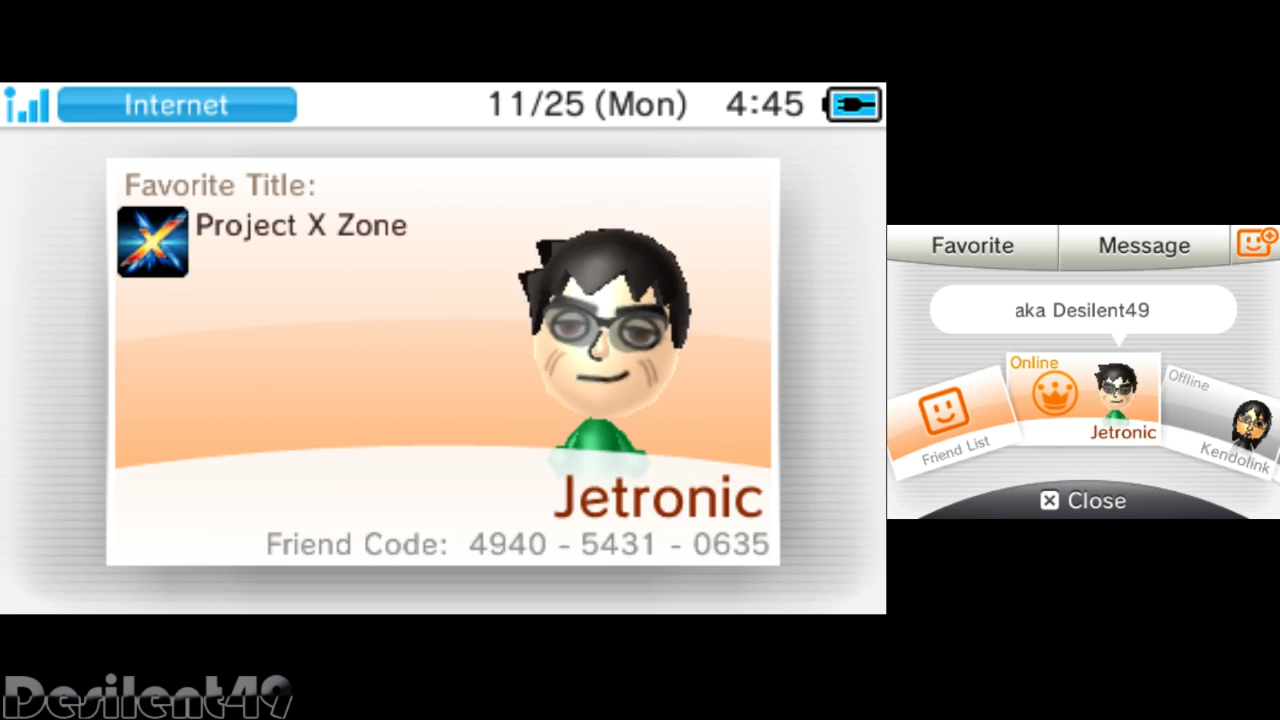 Internet
11/25 (Mon) 4:45
Favorite Title:
Project X Zone
Jetronic
Friend Code: 4940 - 5431 - 0635
Favorite
Message
aka Desilent49
Online
Jetronic
Friend List
Offline
Kendolink
Close
Desilent49